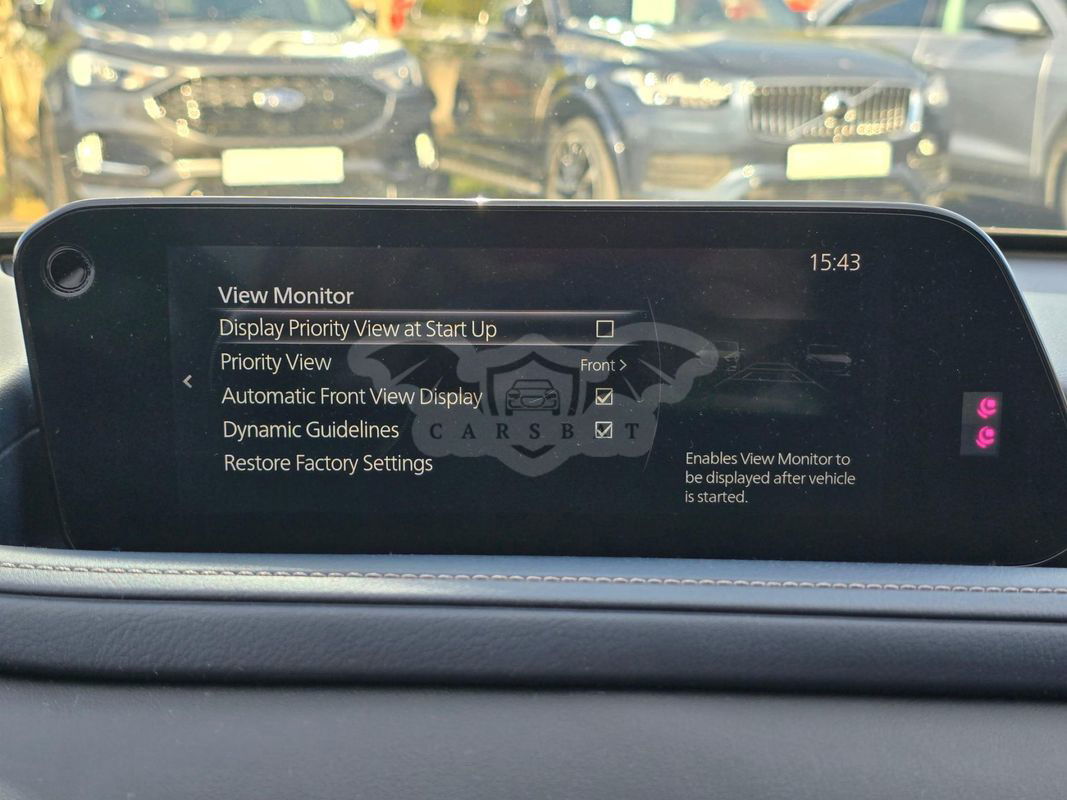 15:43
View Monitor
Display Priority View at Start Up
Priority View Front >
Automatic Front View Display
Dynamic Guidelines
Restore Factory Settings
CARSBAT
Enables View Monitor to
be displayed after vehicle
is started.